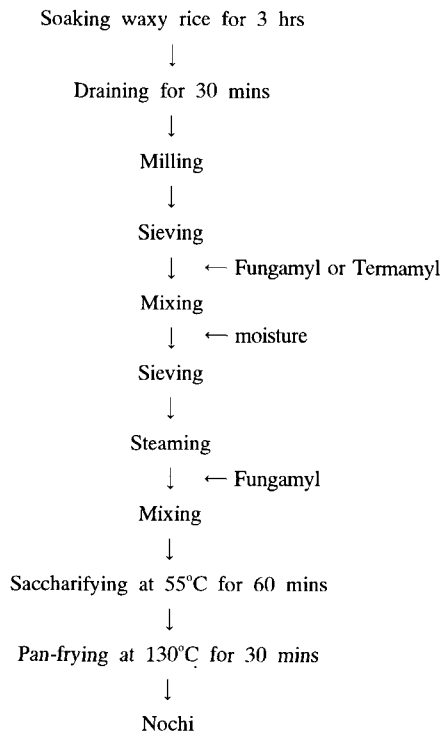 Soaking waxy rice for 3 hrs
↓
Draining for 30 mins
↓
Milling
↓
Sieving
↓ ← Fungamyl or Termamyl
Mixing
↓ ← moisture
Sieving
↓
Steaming
↓ ← Fungamyl
Mixing
↓
Saccharifying at 55°C for 60 mins
↓
Pan-frying at 130°C for 30 mins
↓
Nochi